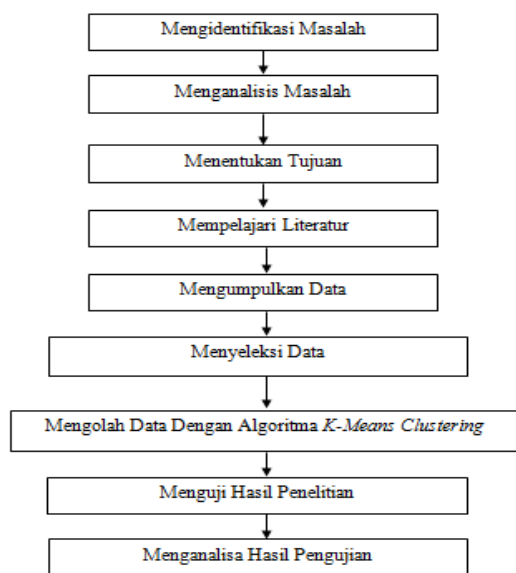 Mengidentifikasi Masalah
Menganalisis Masalah
Menentukan Tujuan
Mempelajari Literatur
Mengumpulkan Data
Menyeleksi Data
Mengolah Data Dengan Algoritma K-Means Clustering
Menguji Hasil Penelitian
Menganalisa Hasil Pengujian